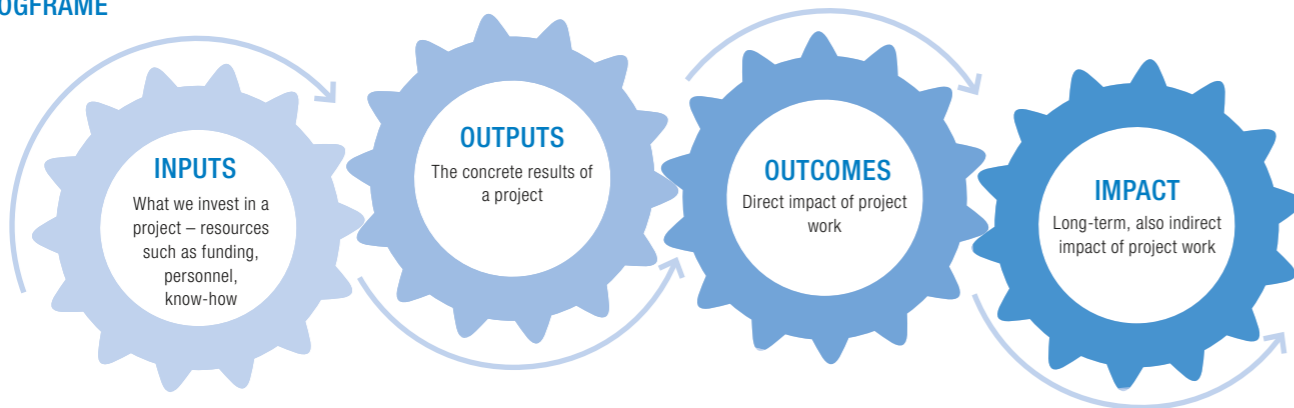 OGFRAME
INPUTS
What we invest in a
project – resources
such as funding,
personnel,
know-how
OUTPUTS
The concrete results of
a project
OUTCOMES
Direct impact of project
work
IMPACT
Long-term, also indirect
impact of project work